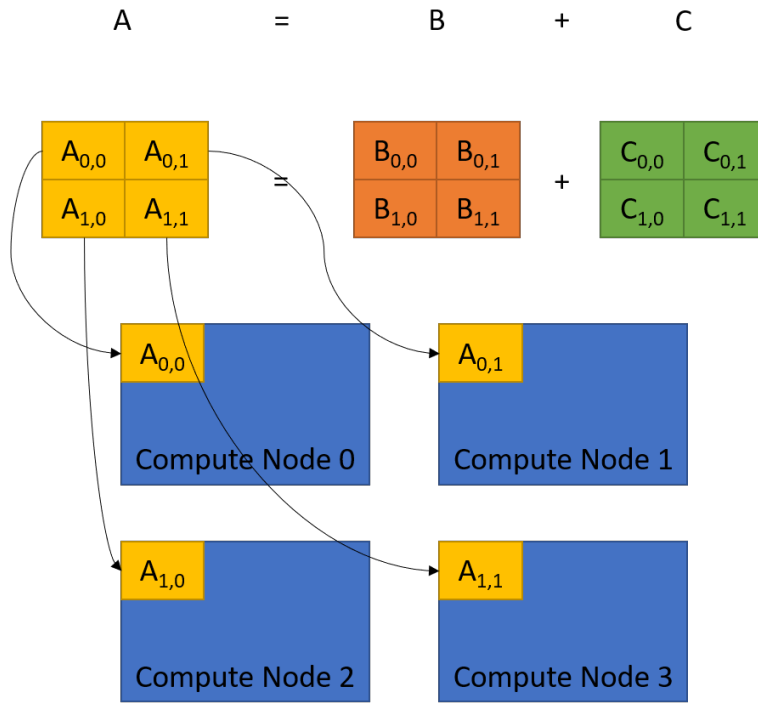 A = B + C
A0,0 A0,1 B0,0 B0,1 C0,0 C0,1
= +
A1,0 A1,1 B1,0 B1,1 C1,0 C1,1
A0,0 A0,1
Compute Node 0 Compute Node 1
A1,0 A1,1
Compute Node 2 Compute Node 3